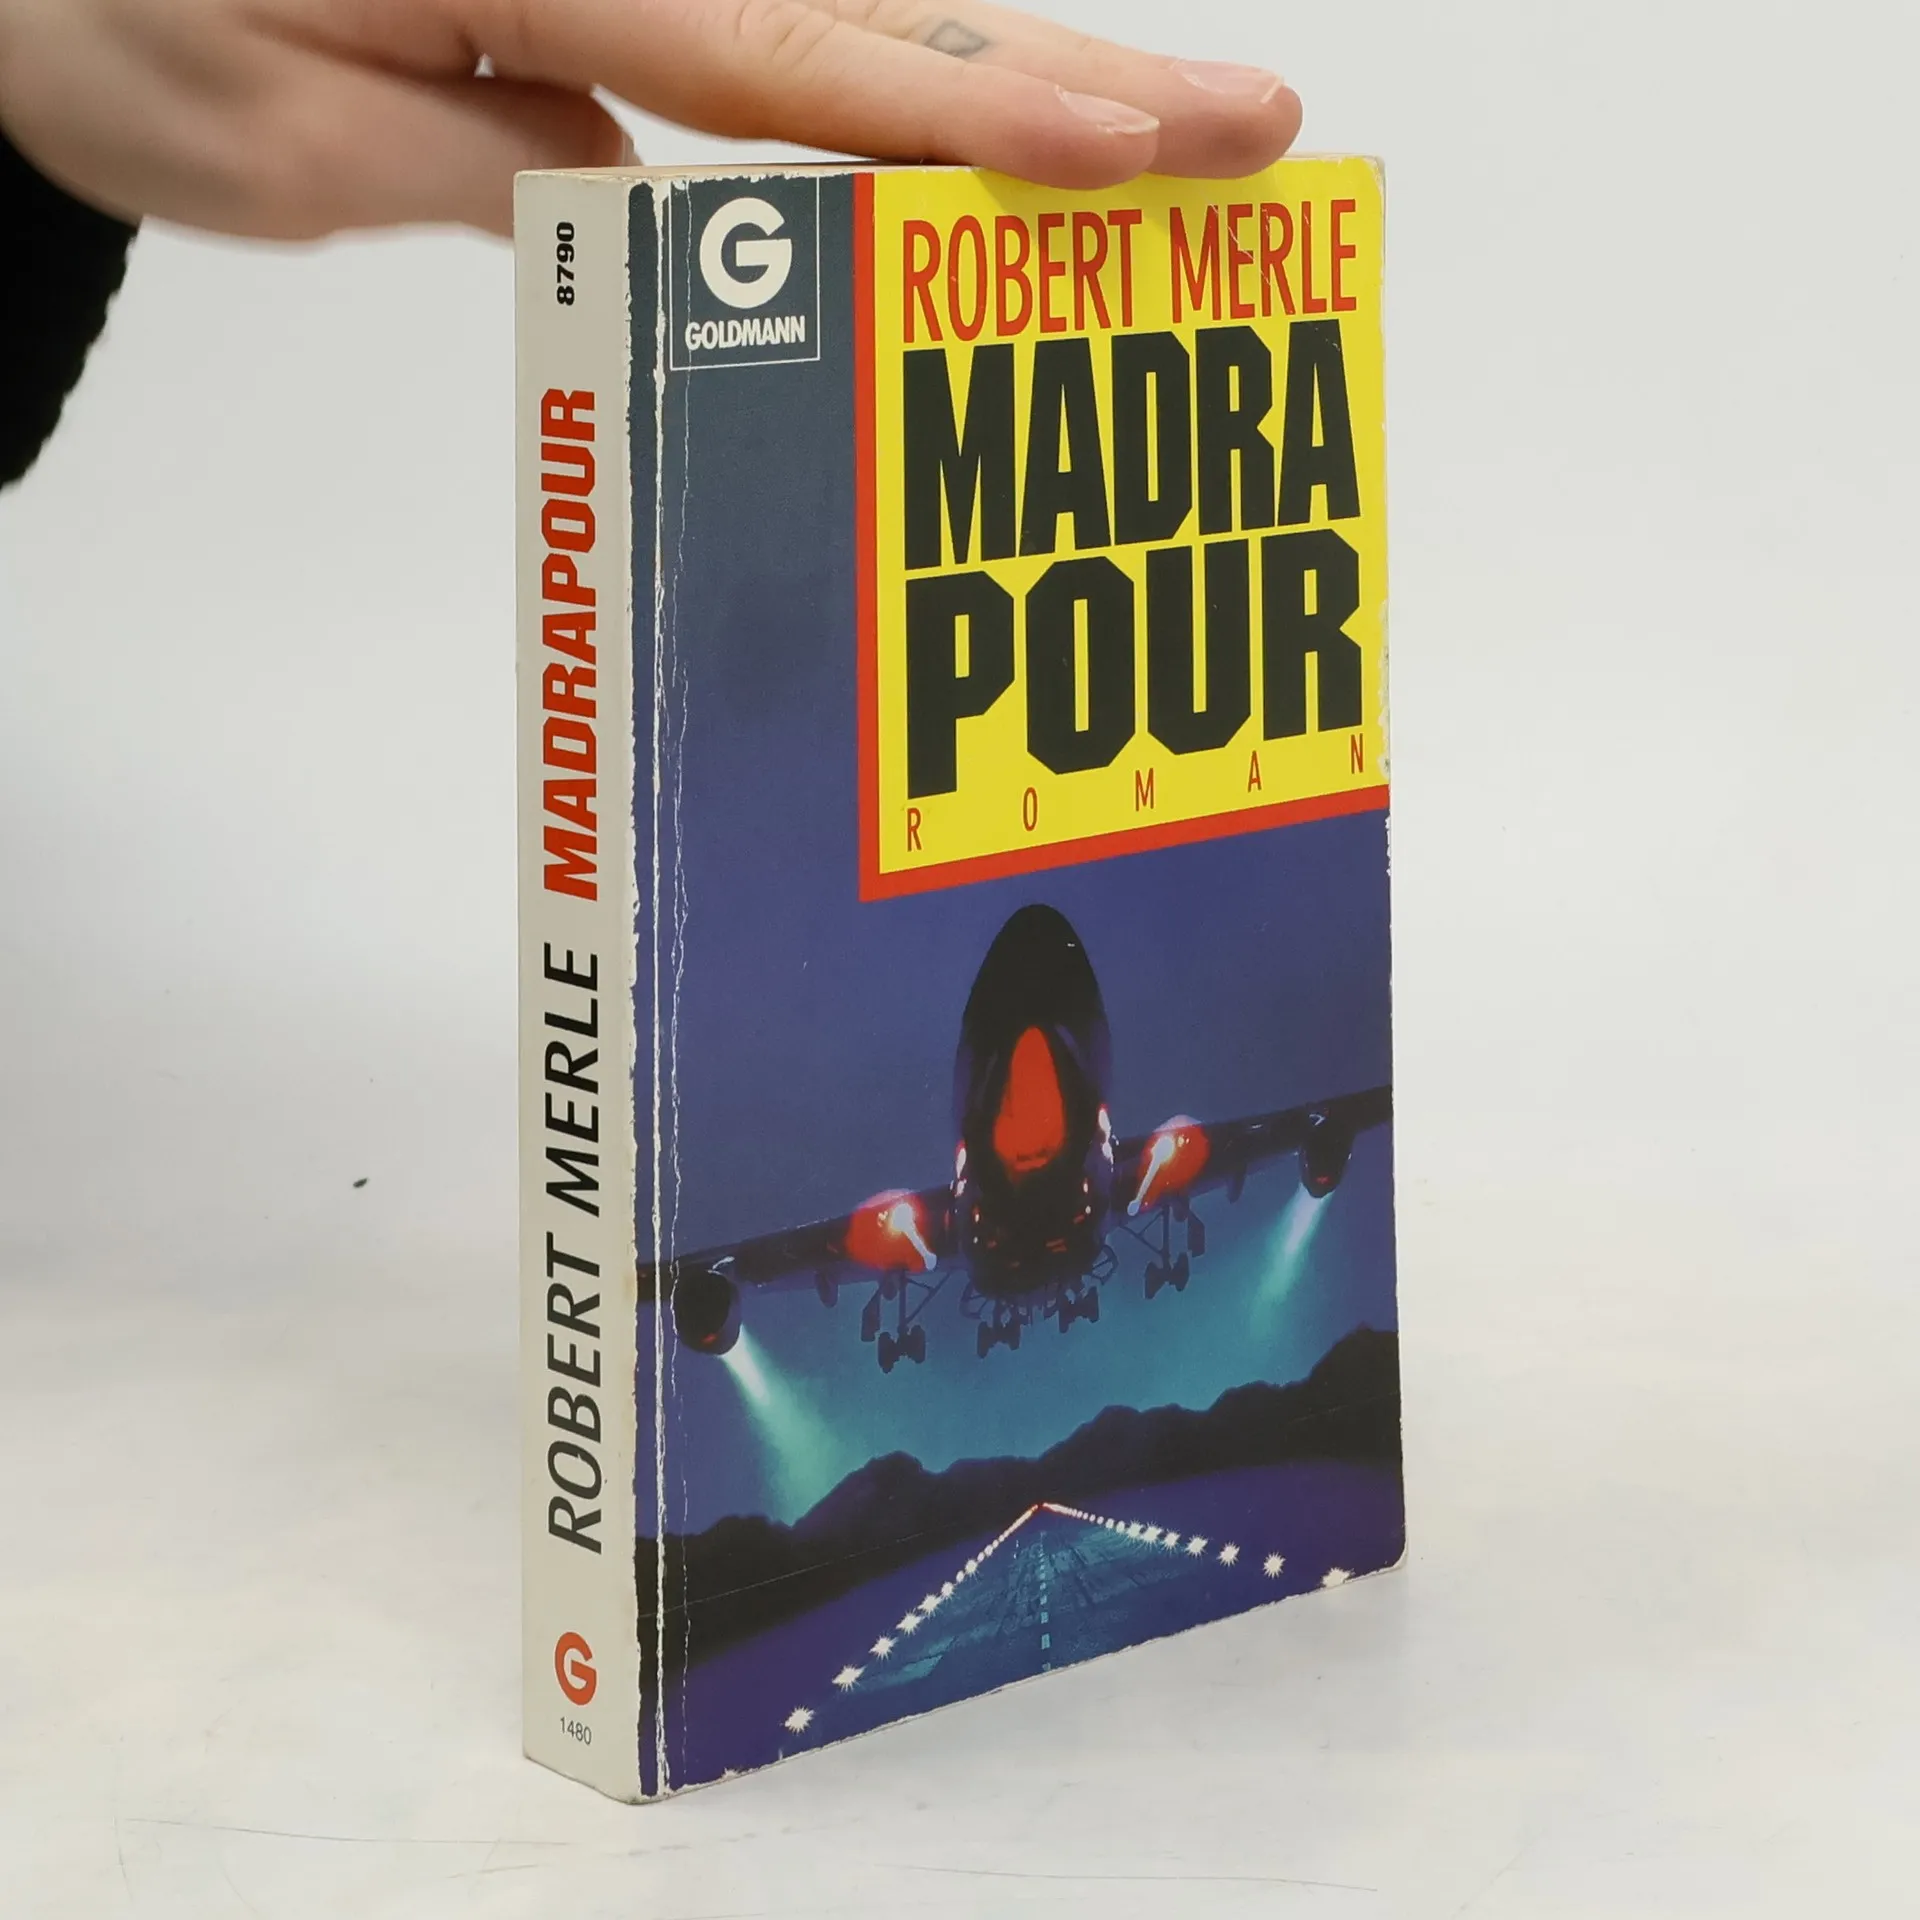 8790
ROBERT MERLE MADRAPOUR
G
1480
G
GOLDMANN
ROBERT MERLE
MADRA
POUR
ROMAN